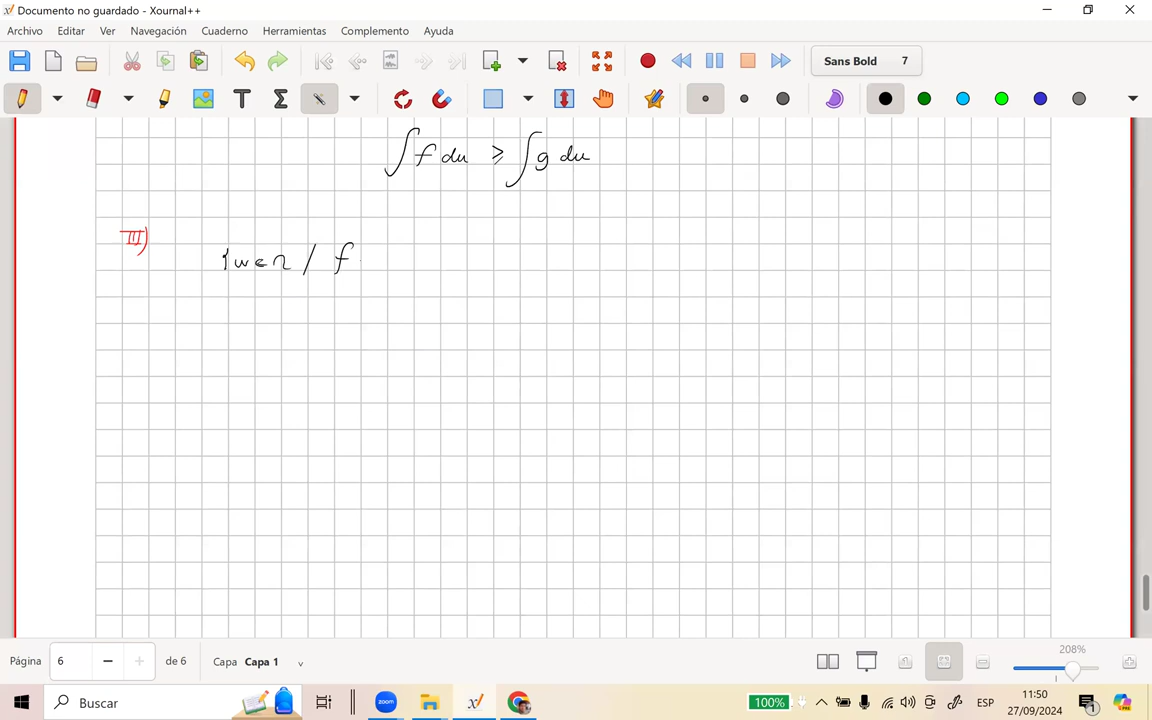 Documento no guardado - Xournal++
Archivo Editar Ver Navegación Cuaderno Herramientas Complemento Ayuda
Sans Bold 7
∫ f du ⩾ ∫ g du
III)
{w∈Ω / f
Página 6 de 6 Capa Capa 1 208%
Buscar zoom 100% ESP 11:50
27/09/2024